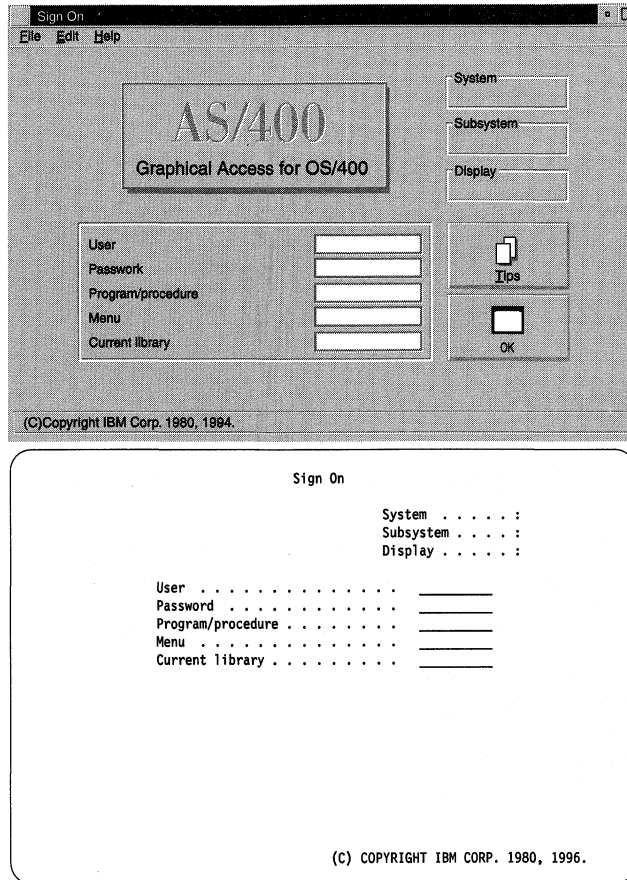 Sign On
File Edit Help
AS/400
Graphical Access for OS/400
System
Subsystem
Display
User
Passwork
Program/procedure
Menu
Current library
Tips
OK
(C)Copyright IBM Corp. 1980, 1994.
Sign On
System . . . . . :
Subsystem . . . . :
Display . . . . . :
User . . . . . . . . . . . . . .
Password . . . . . . . . . . . .
Program/procedure . . . . . . . .
Menu . . . . . . . . . . . . . .
Current library . . . . . . . . .
(C) COPYRIGHT IBM CORP. 1980, 1996.